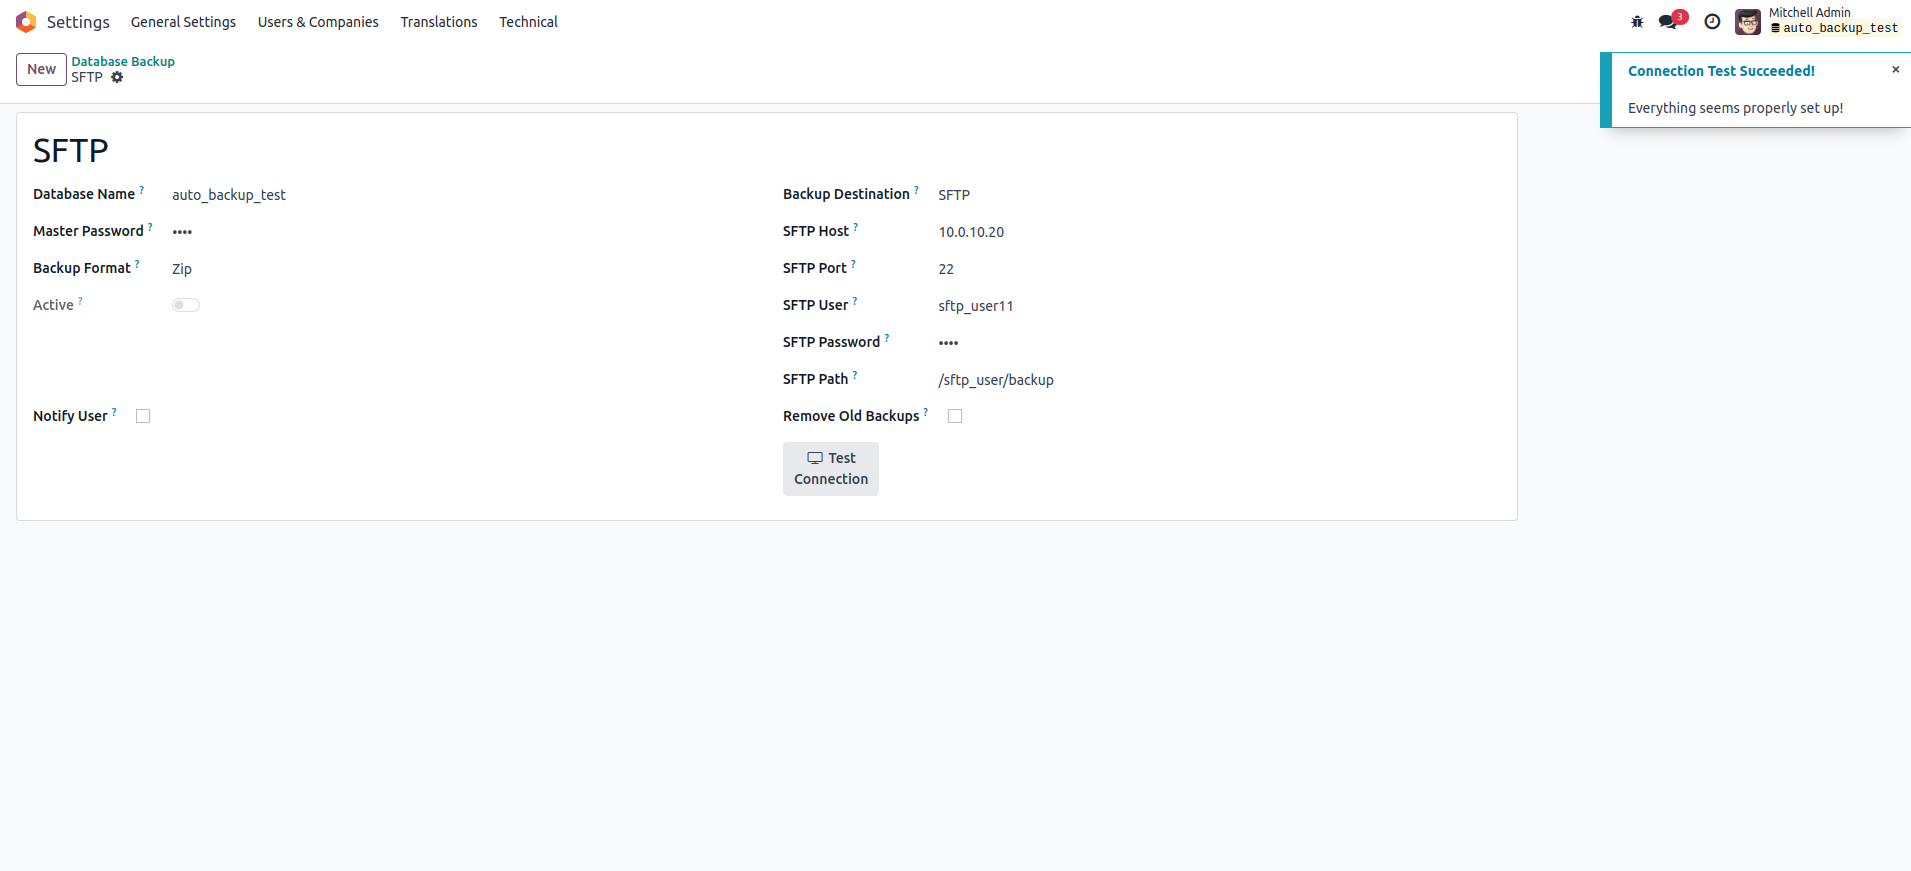 Settings General Settings Users & Companies Translations Technical
3 Mitchell Admin
auto_backup_test
New Database Backup
SFTP
Connection Test Succeeded! ×
Everything seems properly set up!
SFTP
Database Name ? auto_backup_test
Master Password ? ••••
Backup Format ? Zip
Active ?
Notify User ?
Backup Destination ? SFTP
SFTP Host ? 10.0.10.20
SFTP Port ? 22
SFTP User ? sftp_user11
SFTP Password ? ••••
SFTP Path ? /sftp_user/backup
Remove Old Backups ?
Test
Connection